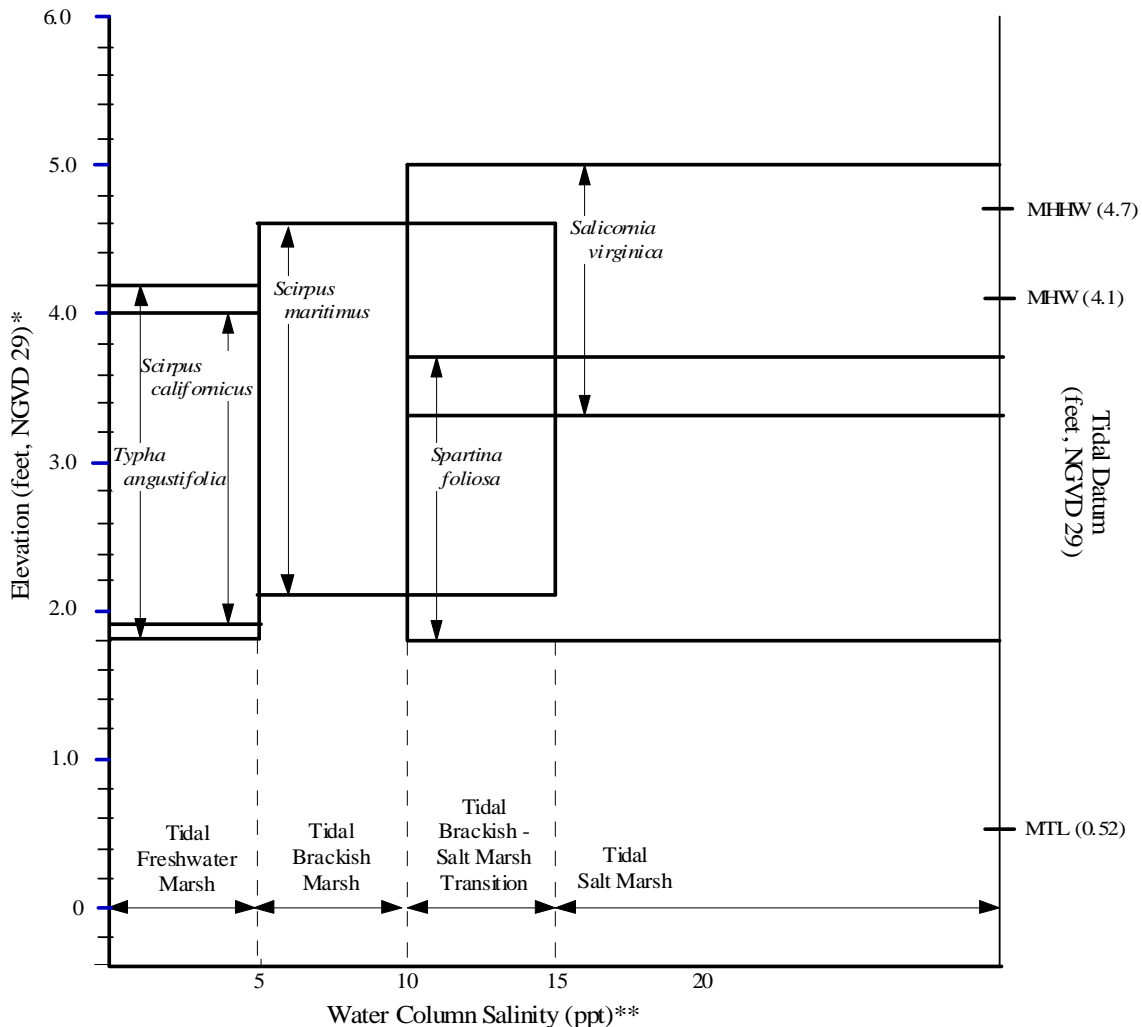 6.0
5.0
4.0
3.0
2.0
1.0
0
Elevation (feet, NGVD 29)*
Typha
angustifolia
Scirpus
californicus
Scirpus
maritimus
Spartina
foliosa
Salicornia
virginica
MHHW (4.7)
MHW (4.1)
MTL (0.52)
Tidal Datum
(feet, NGVD 29)
Tidal
Freshwater
Marsh
Tidal
Brackish
Marsh
Tidal
Brackish -
Salt Marsh
Transition
Tidal
Salt Marsh
5
10
15
20
Water Column Salinity (ppt)**